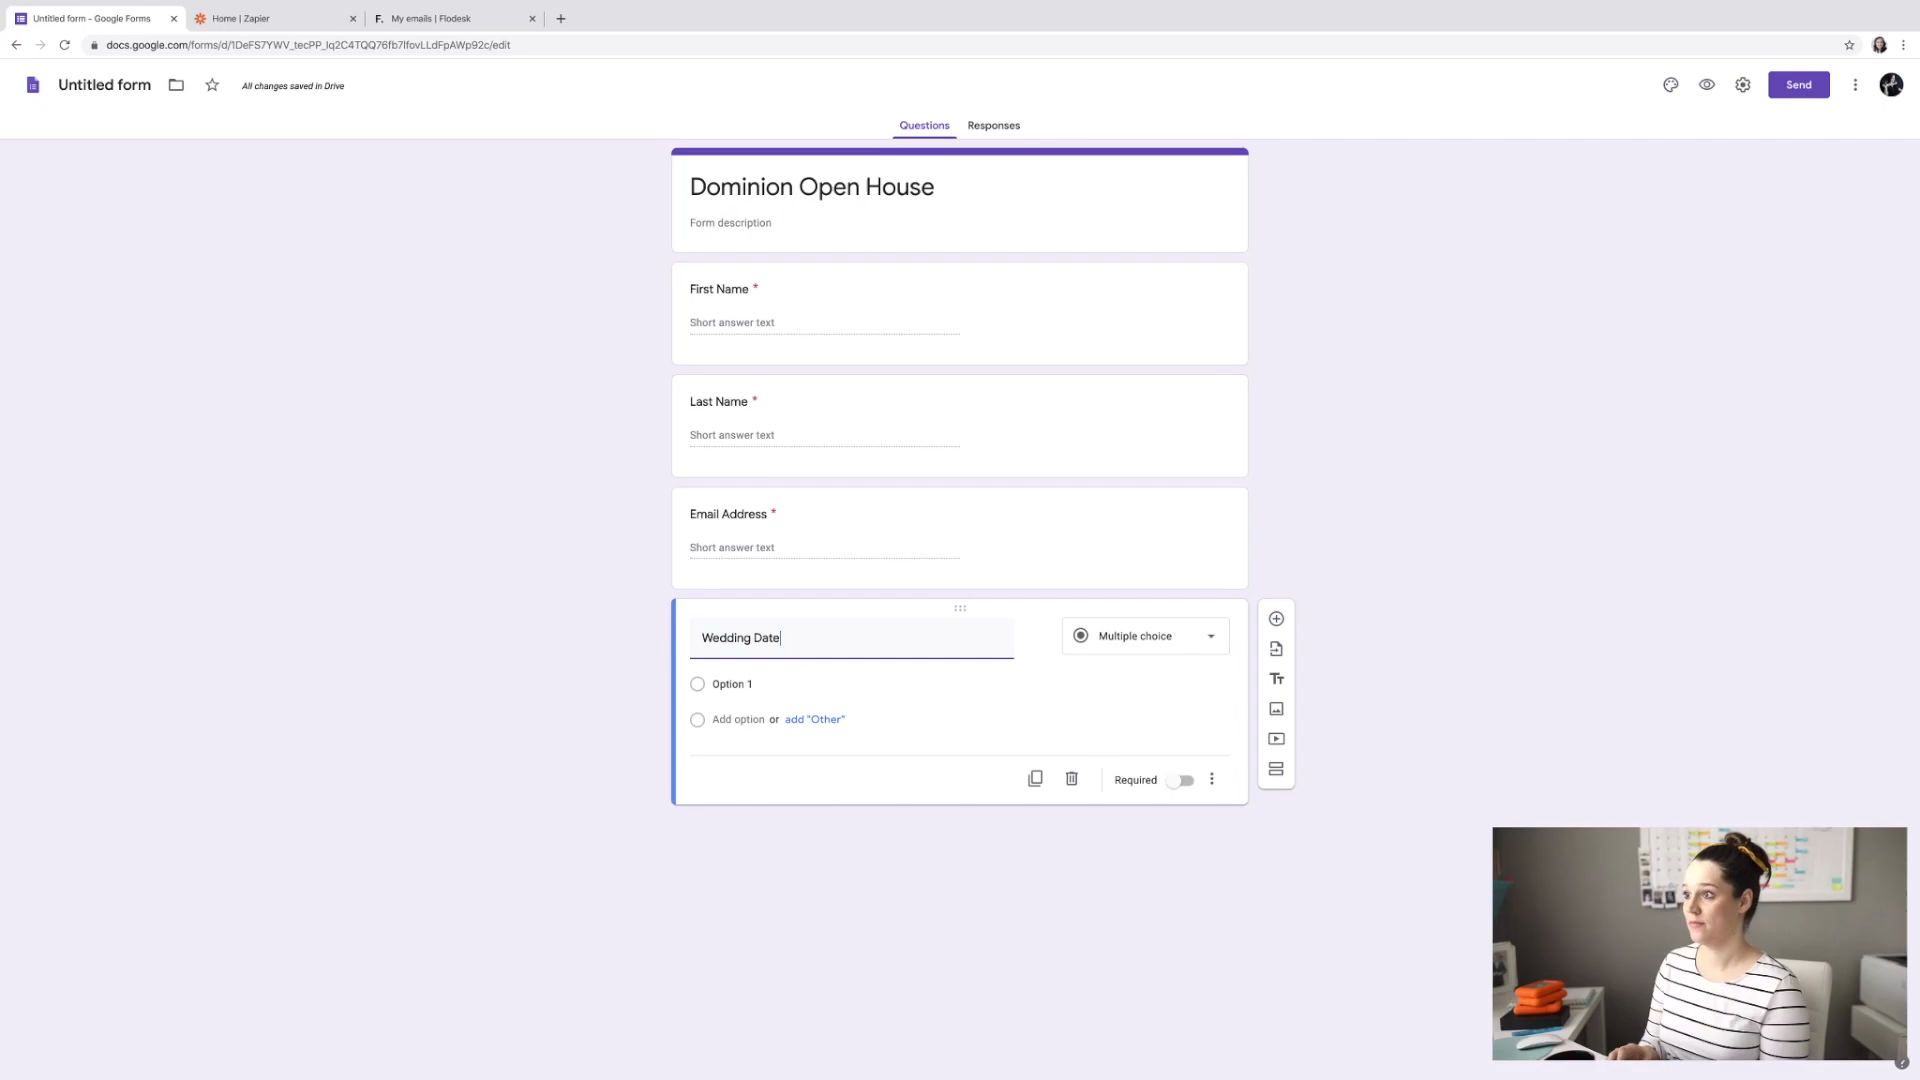 Untitled form - Google Forms
Home | Zapier
F. My emails | Flodesk
docs.google.com/forms/d/1DeFS7YWV_tecPP_Iq2C4TQQ76fb7lfovLLdFpAWp92c/edit
Untitled form
All changes saved in Drive
Send
Questions
Responses
Dominion Open House
Form description
First Name *
Short answer text
Last Name *
Short answer text
Email Address *
Short answer text
Wedding Date
Multiple choice
Option 1
Add option or add "Other"
Tт
Required